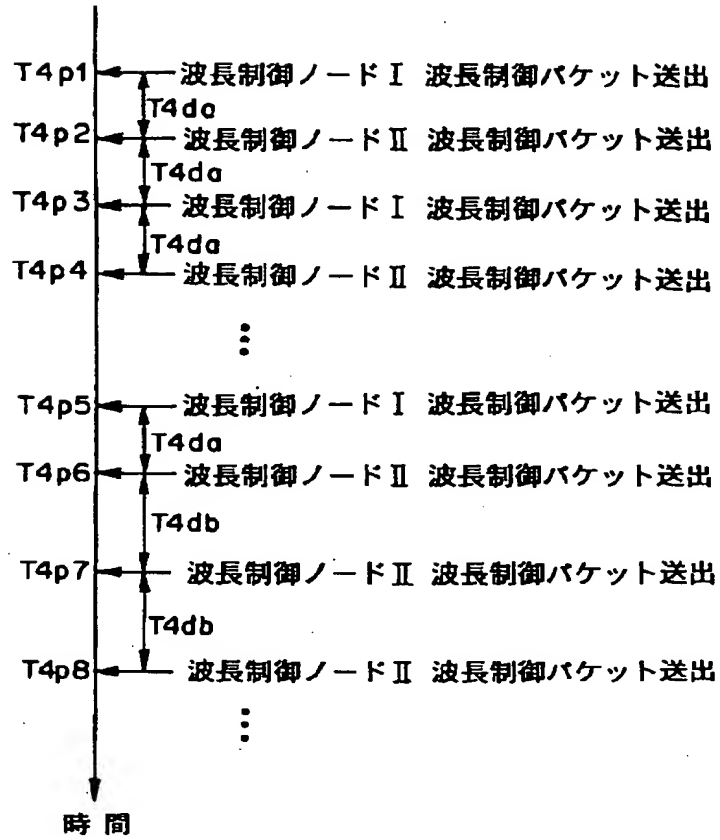 T4p1 波長制御ノードⅠ 波長制御パケット送出
T4da
T4p2 波長制御ノードⅡ 波長制御パケット送出
T4da
T4p3 波長制御ノードⅠ 波長制御パケット送出
T4da
T4p4 波長制御ノードⅡ 波長制御パケット送出
⋮
T4p5 波長制御ノードⅠ 波長制御パケット送出
T4da
T4p6 波長制御ノードⅡ 波長制御パケット送出
T4db
T4p7 波長制御ノードⅡ 波長制御パケット送出
T4db
T4p8 波長制御ノードⅡ 波長制御パケット送出
⋮
時間